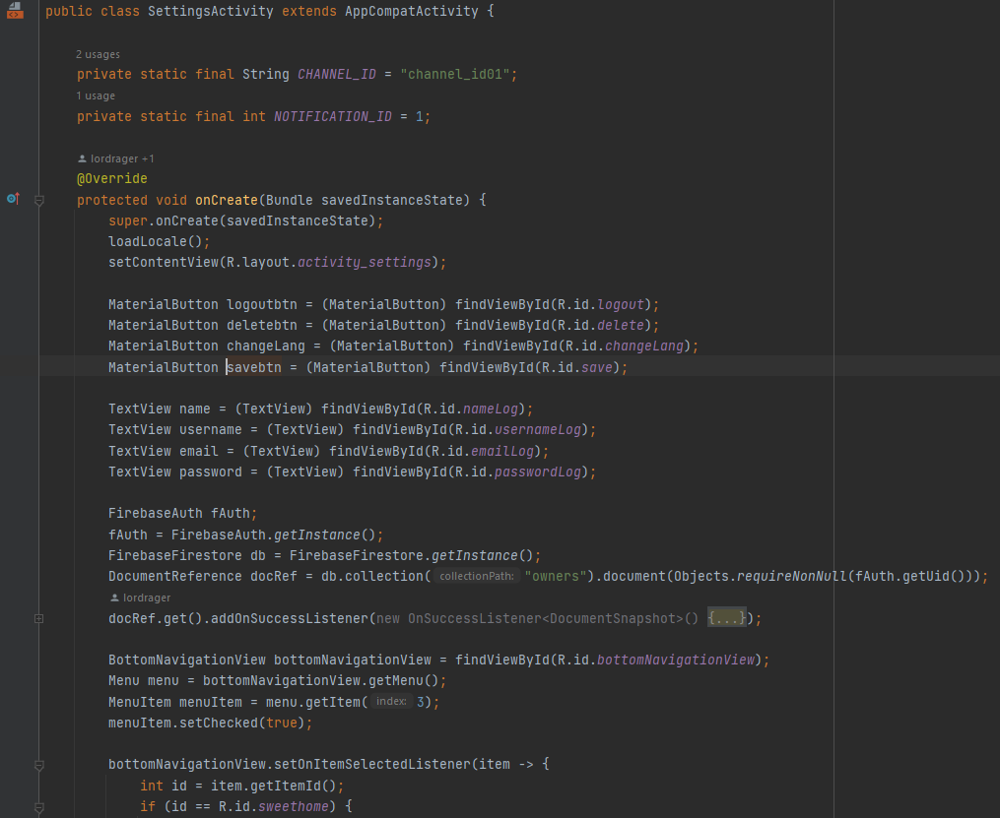 public class SettingsActivity extends AppCompatActivity {
2 usages
private static final String CHANNEL_ID = "channel_id01";
1 usage
private static final int NOTIFICATION_ID = 1;
lordrager +1
@Override
protected void onCreate(Bundle savedInstanceState) {
super.onCreate(savedInstanceState);
loadLocale();
setContentView(R.layout.activity_settings);
MaterialButton logoutbtn = (MaterialButton) findViewById(R.id.logout);
MaterialButton deletebtn = (MaterialButton) findViewById(R.id.delete);
MaterialButton changeLang = (MaterialButton) findViewById(R.id.changeLang);
MaterialButton savebtn = (MaterialButton) findViewById(R.id.save);
TextView name = (TextView) findViewById(R.id.nameLog);
TextView username = (TextView) findViewById(R.id.usernameLog);
TextView email = (TextView) findViewById(R.id.emailLog);
TextView password = (TextView) findViewById(R.id.passwordLog);
FirebaseAuth fAuth;
fAuth = FirebaseAuth.getInstance();
FirebaseFirestore db = FirebaseFirestore.getInstance();
DocumentReference docRef = db.collection( collectionPath: "owners").document(Objects.requireNonNull(fAuth.getUid()));
lordrager
docRef.get().addOnSuccessListener(new OnSuccessListener<DocumentSnapshot>() {...});
BottomNavigationView bottomNavigationView = findViewById(R.id.bottomNavigationView);
Menu menu = bottomNavigationView.getMenu();
MenuItem menuItem = menu.getItem( index: 3);
menuItem.setChecked(true);
bottomNavigationView.setOnItemSelectedListener(item -> {
int id = item.getItemId();
if (id == R.id.sweethome) {